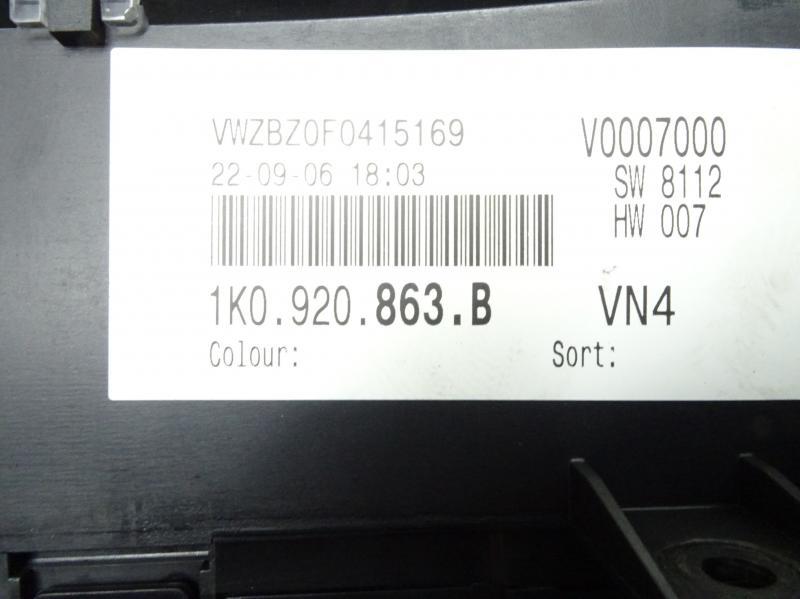 VWZBZ0F0415169 V0007000
22-09-06 18:03 SW 8112
HW 007
1K0.920.863.B VN4
Colour: Sort: